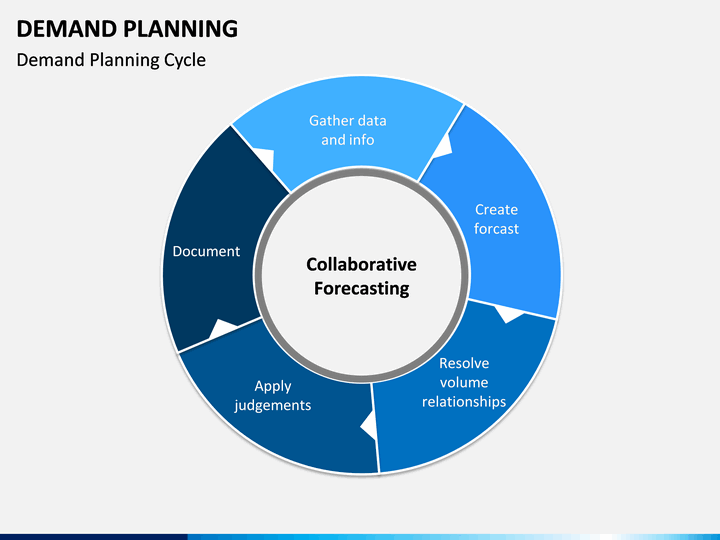 DEMAND PLANNING
Demand Planning Cycle
Gather data
and info
Create
forcast
Resolve
volume
relationships
Apply
judgements
Document
Collaborative
Forecasting